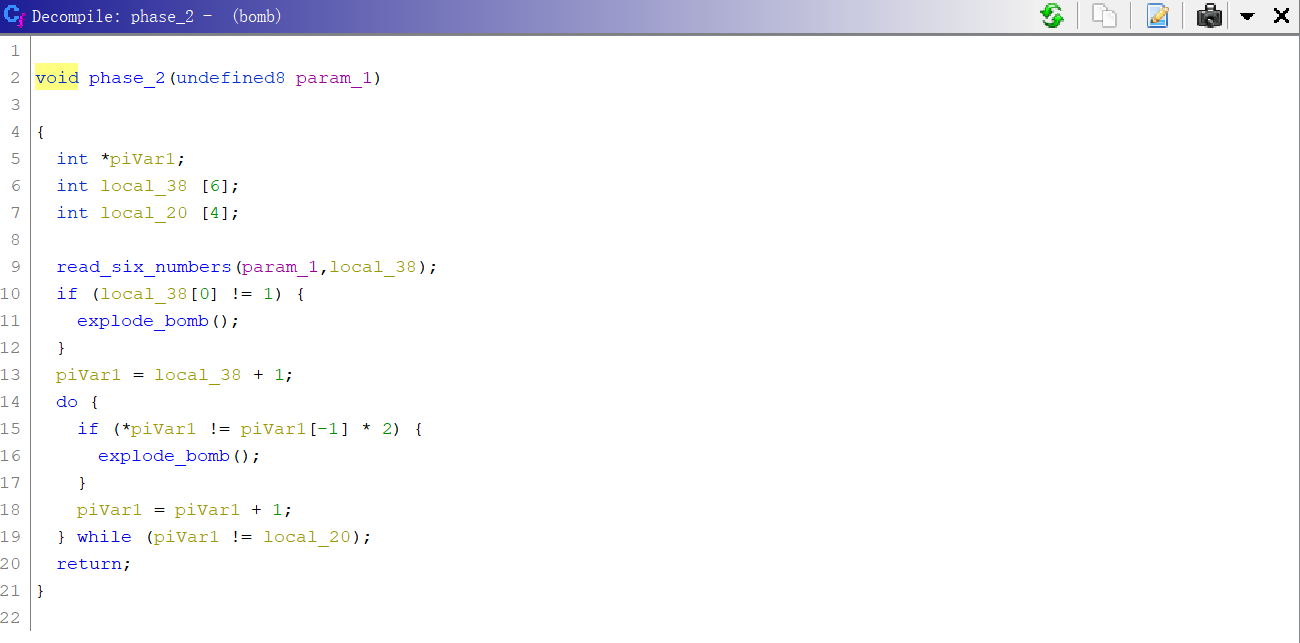 Decompile: phase_2 - (bomb)
1
2 void phase_2(undefined8 param_1)
3
4 {
5 int *piVar1;
6 int local_38 [6];
7 int local_20 [4];
8
9 read_six_numbers(param_1,local_38);
10 if (local_38[0] != 1) {
11 explode_bomb();
12 }
13 piVar1 = local_38 + 1;
14 do {
15 if (*piVar1 != piVar1[-1] * 2) {
16 explode_bomb();
17 }
18 piVar1 = piVar1 + 1;
19 } while (piVar1 != local_20);
20 return;
21 }
22